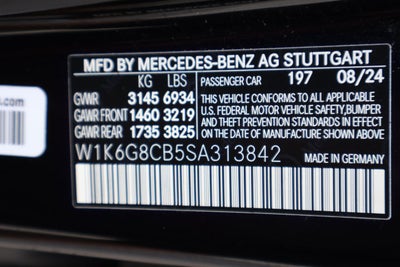 MFD BY MERCEDES-BENZ AG STUTTGART
KG LBS PASSENGER CAR 197 08/24
GVWR 3145 6934 THIS VEHICLE CONFORMS TO ALL APPLICABLE
GAWR FRONT 1460 3219 U.S. FEDERAL MOTOR VEHICLE SAFETY,BUMPER
GAWR REAR 1735 3825 AND THEFT PREVENTION STANDARDS IN EFFECT
ON THE DATE OF MANUFACTURE SHOWN ABOVE
W1K6G8CB5SA313842 MADE IN GERMANY
s.com